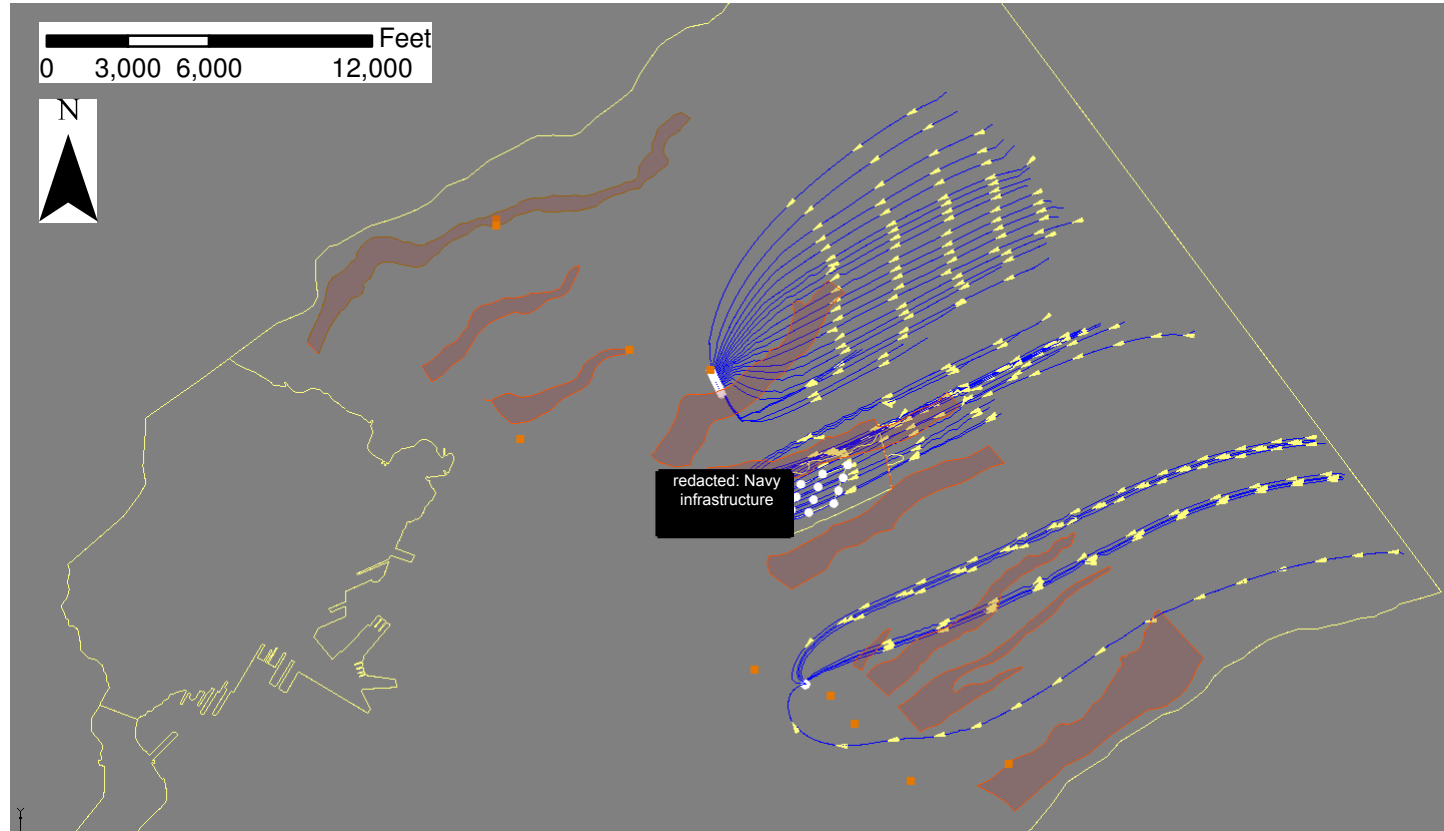 Feet
0 3,000 6,000 12,000
N
redacted: Navy
infrastructure
Y